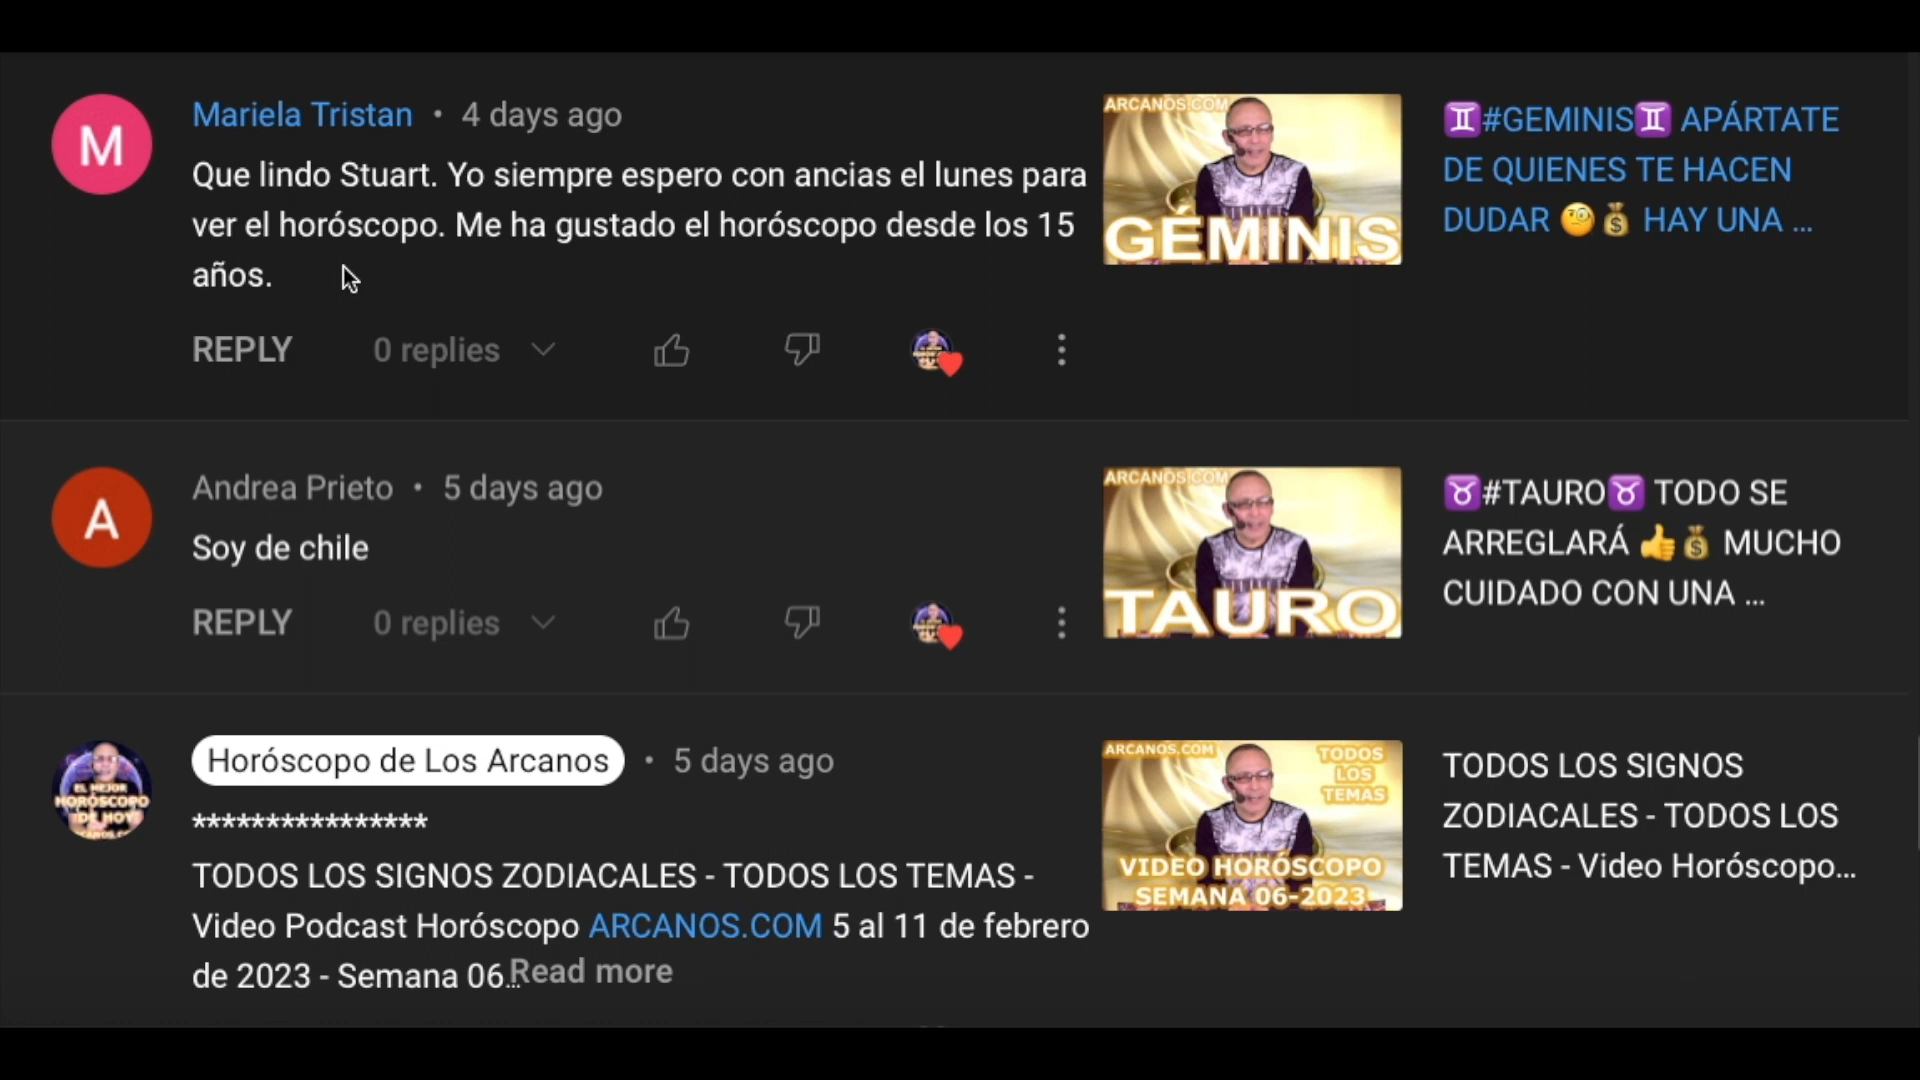 M
Mariela Tristan • 4 days ago
Que lindo Stuart. Yo siempre espero con ancias el lunes para
ver el horóscopo. Me ha gustado el horóscopo desde los 15
años.
REPLY 0 replies
ARCANOS.COM
GÉMINIS
♊#GEMINIS♊ APÁRTATE
DE QUIENES TE HACEN
DUDAR 🧐💰 HAY UNA ...
A
Andrea Prieto • 5 days ago
Soy de chile
REPLY 0 replies
ARCANOS.COM
TAURO
♉#TAURO♉ TODO SE
ARREGLARÁ 👍💰 MUCHO
CUIDADO CON UNA ...
EL MEJOR
HORÓSCOPO
DE HOY
Horóscopo de Los Arcanos • 5 days ago
****************
TODOS LOS SIGNOS ZODIACALES - TODOS LOS TEMAS -
Video Podcast Horóscopo ARCANOS.COM 5 al 11 de febrero
de 2023 - Semana 06...Read more
ARCANOS.COM
TODOS
LOS
TEMAS
VIDEO HORÓSCOPO
SEMANA 06-2023
TODOS LOS SIGNOS
ZODIACALES - TODOS LOS
TEMAS - Video Horóscopo...